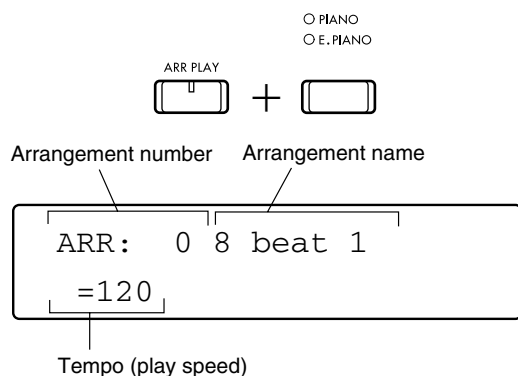 PIANO
E. PIANO
ARR PLAY
+
Arrangement number Arrangement name
ARR: 0 8 beat 1
=120
Tempo (play speed)